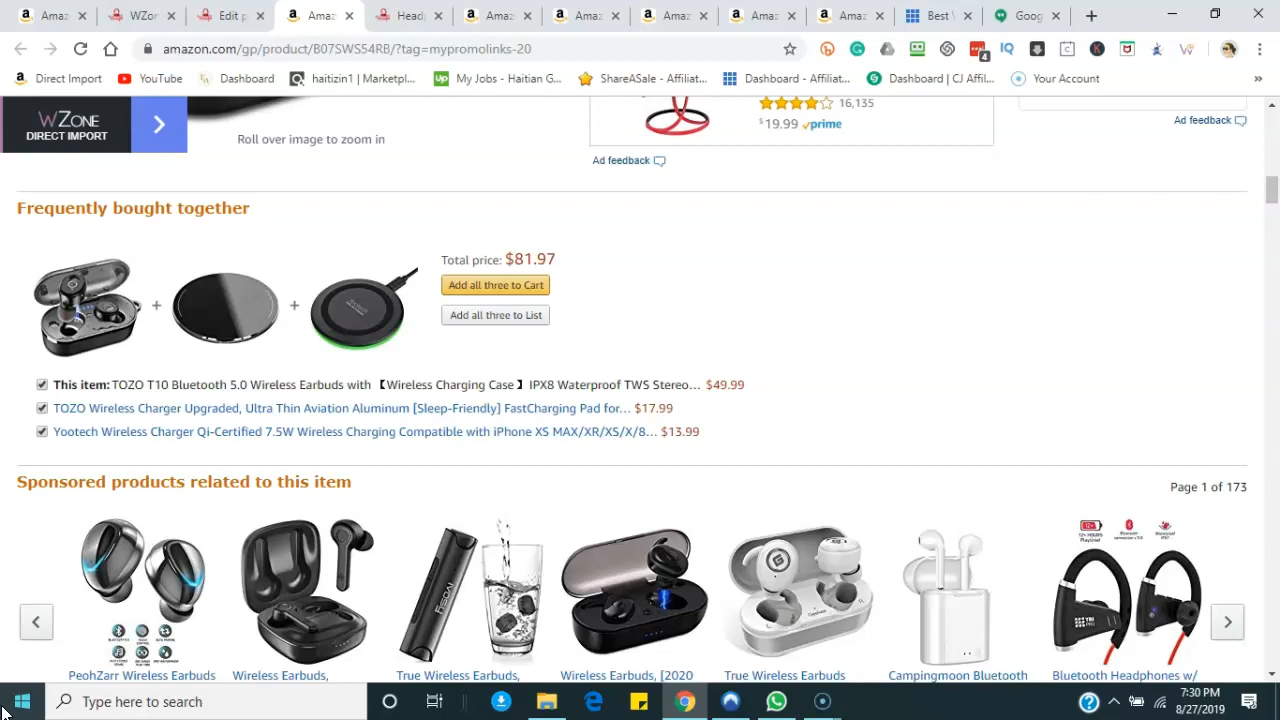 Amaz
WZon
Edit p
Amaz
Head
Amaz
Amaz
Amaz
Amaz
Amaz
Best
Goog
amazon.com/gp/product/B07SWS54RB/?tag=mypromolinks-20
4
Direct Import
YouTube
Dashboard
haitizin1 | Marketpl...
My Jobs - Haitian G...
ShareASale - Affiliat...
Dashboard - Affiliat...
Dashboard | CJ Affil...
Your Account
WZONE
DIRECT IMPORT
Roll over image to zoom in
16,135
$19.99 prime
Ad feedback
Ad feedback
Frequently bought together
Total price: $81.97
Add all three to Cart
Add all three to List
This item: TOZO T10 Bluetooth 5.0 Wireless Earbuds with 【Wireless Charging Case 】 IPX8 Waterproof TWS Stereo... $49.99
TOZO Wireless Charger Upgraded, Ultra Thin Aviation Aluminum [Sleep-Friendly] FastCharging Pad for... $17.99
Yootech Wireless Charger Qi-Certified 7.5W Wireless Charging Compatible with iPhone XS MAX/XR/XS/X/8... $13.99
Sponsored products related to this item
Page 1 of 173
PeohZarr Wireless Earbuds
Wireless Earbuds,
True Wireless Earbuds,
Wireless Earbuds, [2020
True Wireless Earbuds
Campingmoon Bluetooth
Bluetooth Headphones w/
Type here to search
7:30 PM
8/27/2019